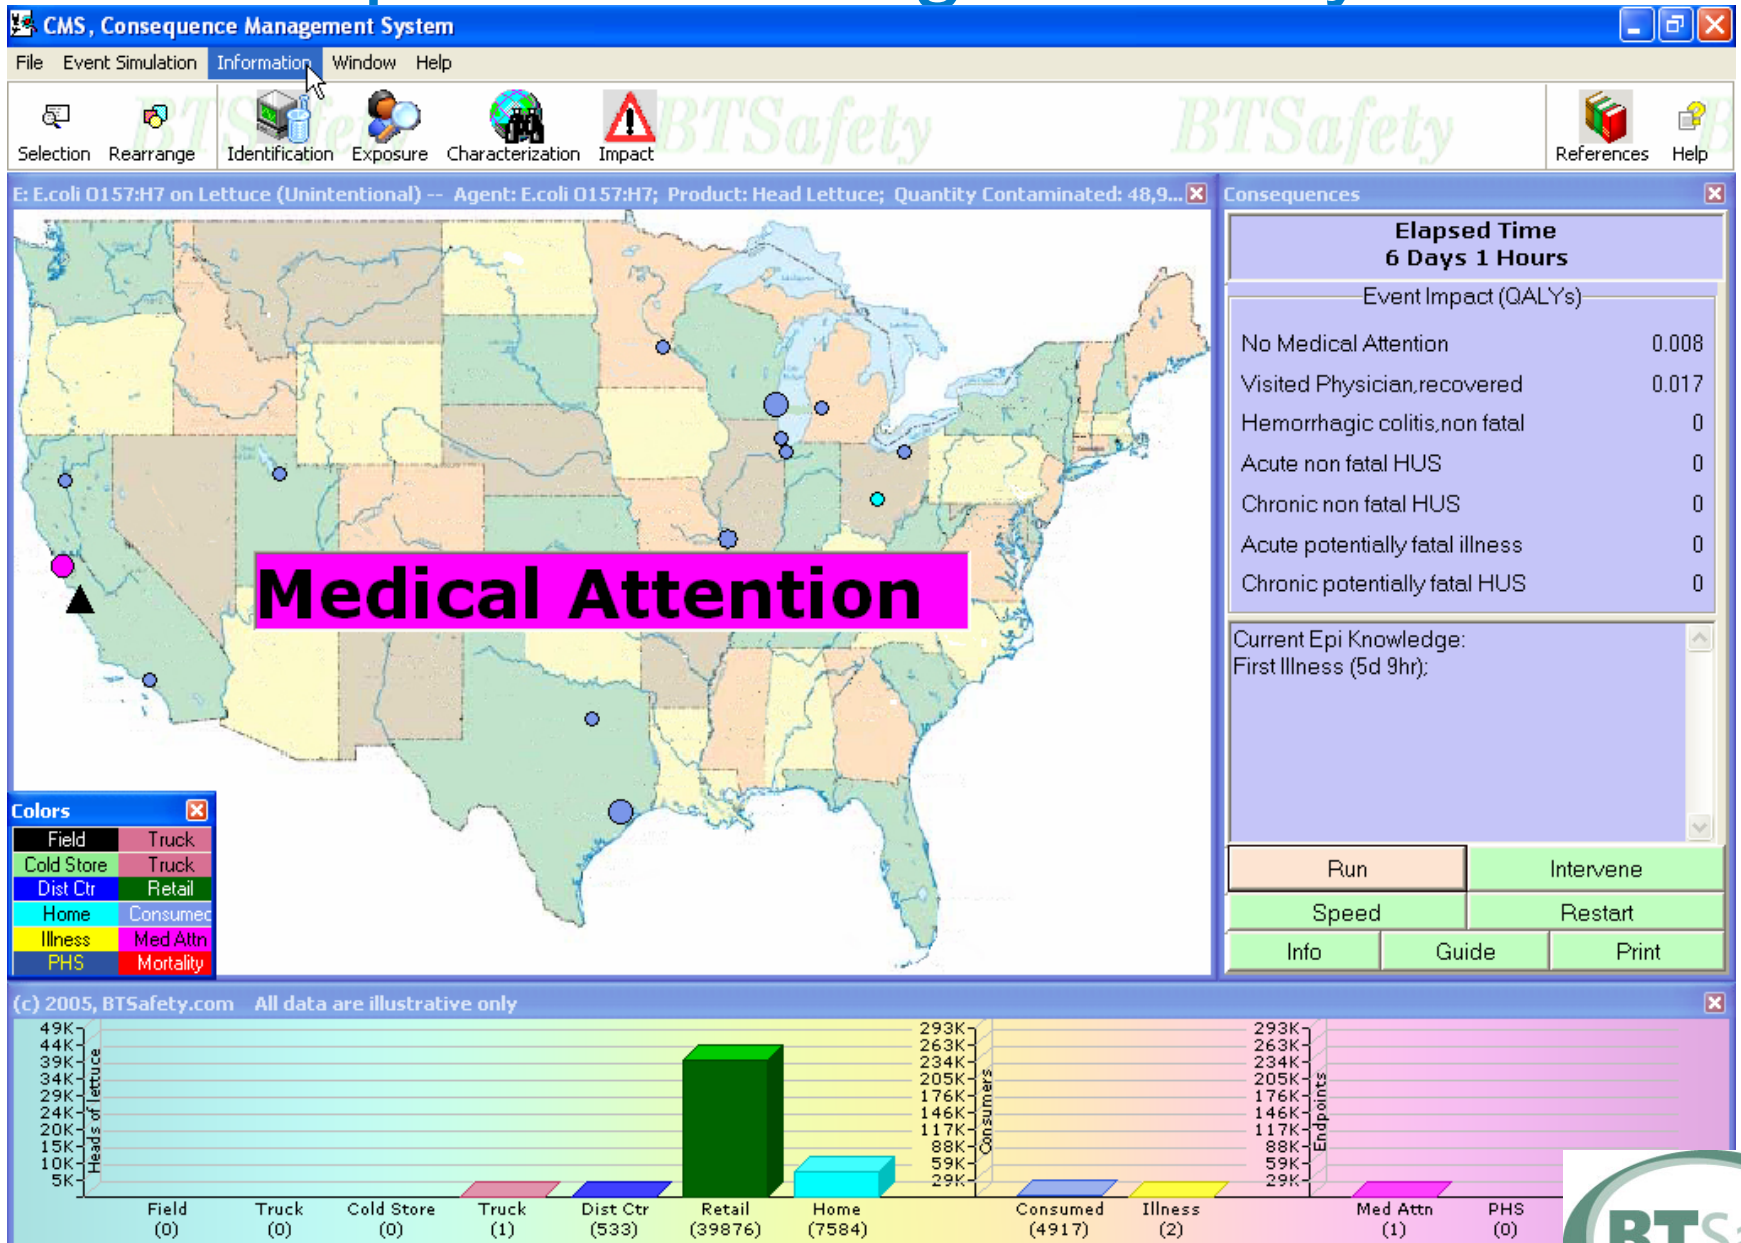 CMS, Consequence Management System
File Event Simulation Information Window Help
BTSafety BTSafety BTSafety
Selection Rearrange Identification Exposure Characterization Impact References Help
E: E.coli O157:H7 on Lettuce (Unintentional) -- Agent: E.coli O157:H7; Product: Head Lettuce; Quantity Contaminated: 48,9...
Consequences
Elapsed Time
6 Days 1 Hours
Event Impact (QALYs)
No Medical Attention 0.008
Visited Physician,recovered 0.017
Hemorrhagic colitis,non fatal 0
Acute non fatal HUS 0
Chronic non fatal HUS 0
Acute potentially fatal illness 0
Chronic potentially fatal HUS 0
Medical Attention
Current Epi Knowledge:
First Illness (5d 9hr);
Run Intervene
Speed Restart
Info Guide Print
Colors
Field Truck
Cold Store Truck
Dist Ctr Retail
Home Consumed
Illness Med Attn
PHS Mortality
(c) 2005, BTSafety.com All data are illustrative only
49K 293K 293K
44K 263K 263K
39K 234K 234K
34K 205K 205K
29K 176K 176K
24K 146K 146K
20K 117K 117K
15K 88K 88K
10K 59K 59K
5K 29K 29K
Heads of lettuce
Consumers
Endpoints
Field Truck Cold Store Truck Dist Ctr Retail Home Consumed Illness Med Attn PHS
(0) (0) (0) (1) (533) (39876) (7584) (4917) (2) (1) (0)
BTS